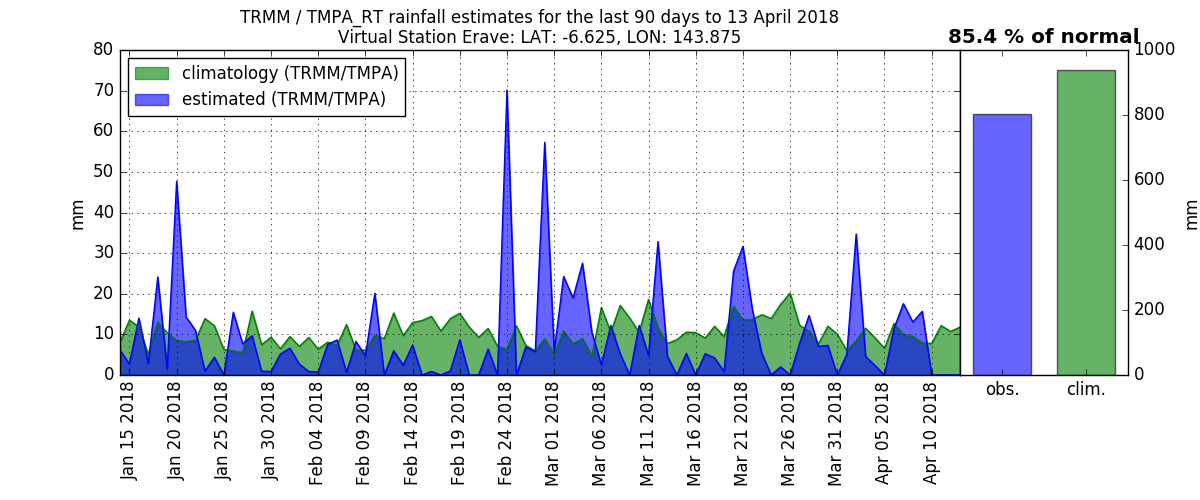 TRMM / TMPA_RT rainfall estimates for the last 90 days to 13 April 2018
Virtual Station Erave: LAT: -6.625, LON: 143.875
85.4 % of normal
climatology (TRMM/TMPA)
estimated (TRMM/TMPA)
80
70
60
50
40
30
20
10
0
mm
Jan 15 2018
Jan 20 2018
Jan 25 2018
Jan 30 2018
Feb 04 2018
Feb 09 2018
Feb 14 2018
Feb 19 2018
Feb 24 2018
Mar 01 2018
Mar 06 2018
Mar 11 2018
Mar 16 2018
Mar 21 2018
Mar 26 2018
Mar 31 2018
Apr 05 2018
Apr 10 2018
1000
800
600
400
200
0
mm
obs.
clim.